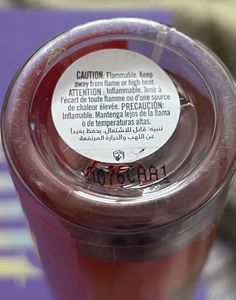 CAUTION: Flammable. Keep
away from flame or high heat.
ATTENTION : Inflammable. Tenir à
l'écart de toute flamme ou d'une source
de chaleur élevée. PRECAUCIÓN:
Inflamable. Mantenga lejos de la llama
o de temperaturas altas.
تنبيه: قابل للاشتعال. يحفظ بعيدا
عن اللهب والحرارة المرتفعة